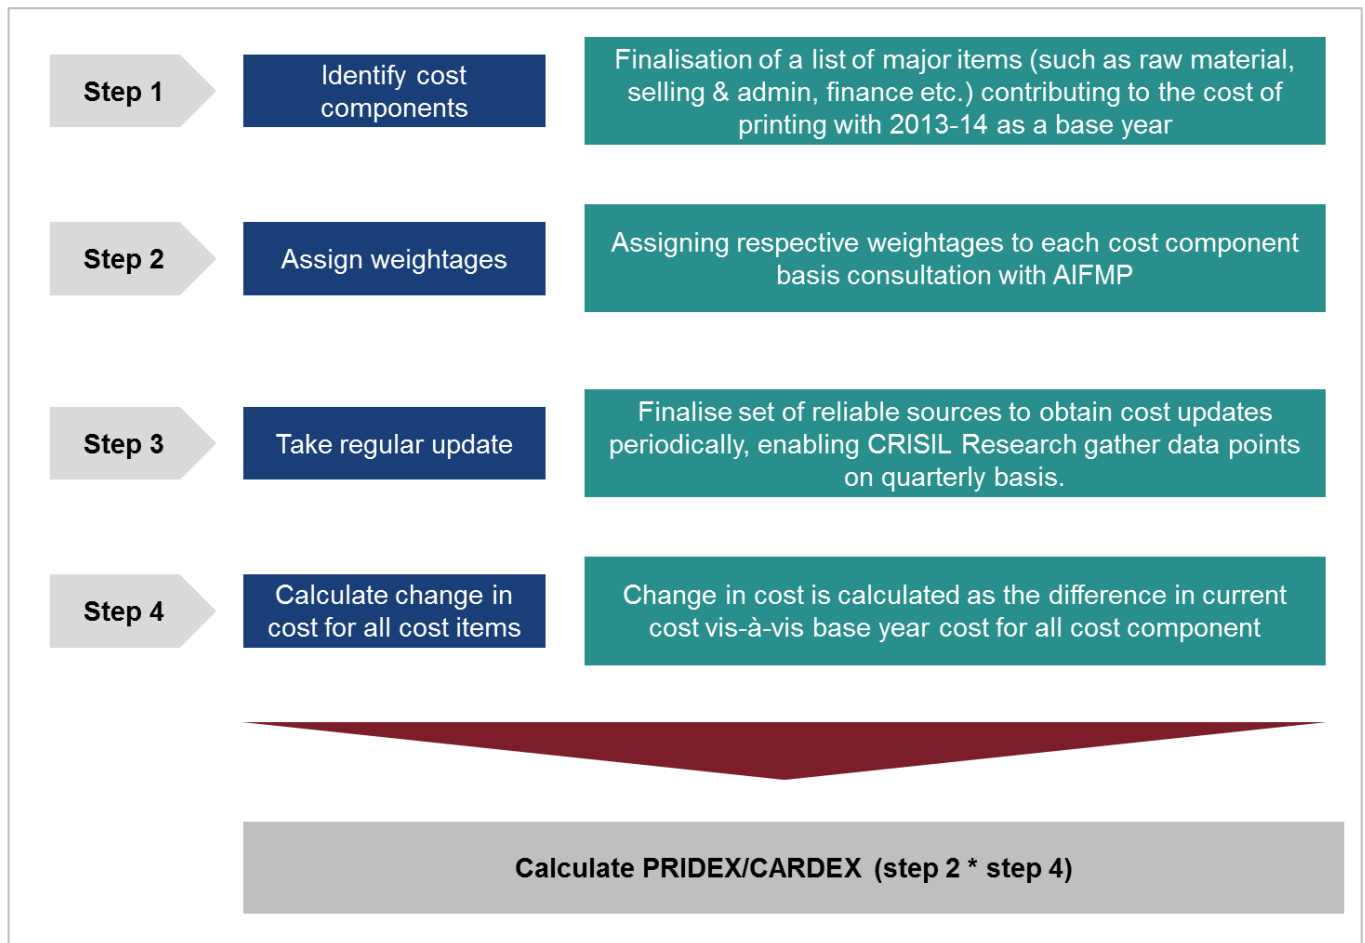 Step 1
Identify cost
components
Finalisation of a list of major items (such as raw material,
selling & admin, finance etc.) contributing to the cost of
printing with 2013-14 as a base year
Step 2
Assign weightages
Assigning respective weightages to each cost component
basis consultation with AIFMP
Step 3
Take regular update
Finalise set of reliable sources to obtain cost updates
periodically, enabling CRISIL Research gather data points
on quarterly basis.
Step 4
Calculate change in
cost for all cost items
Change in cost is calculated as the difference in current
cost vis-à-vis base year cost for all cost component
Calculate PRIDEX/CARDEX (step 2 * step 4)